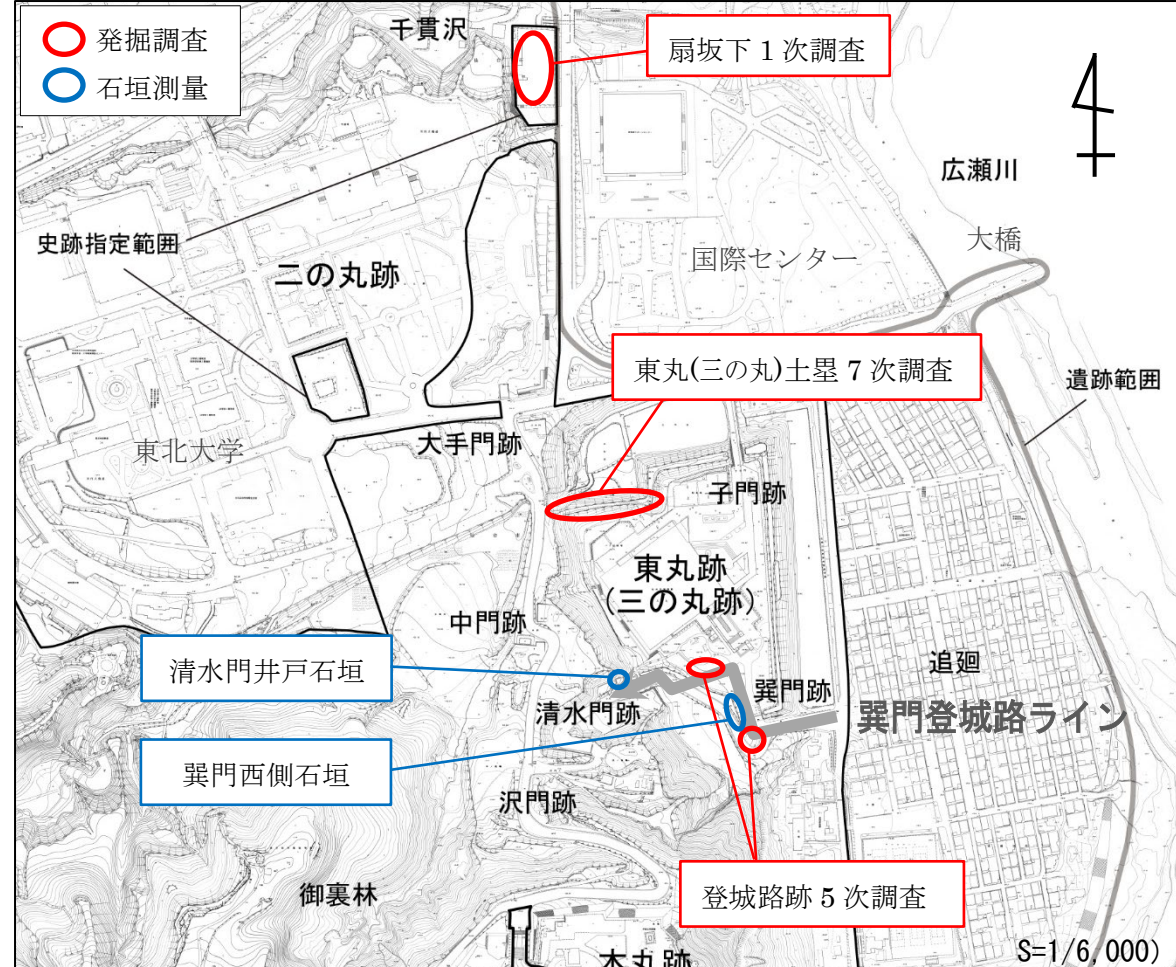 発掘調査
石垣測量
千貫沢
扇坂下1次調査
広瀬川
大橋
史跡指定範囲
二の丸跡
国際センター
東丸(三の丸)土塁7次調査
遺跡範囲
東北大学
大手門跡
子門跡
東丸跡
(三の丸跡)
中門跡
清水門井戸石垣
追廻
巽門跡
清水門跡
巽門登城路ライン
巽門西側石垣
沢門跡
登城路跡5次調査
御裏林
本丸跡
S=1/6,000)